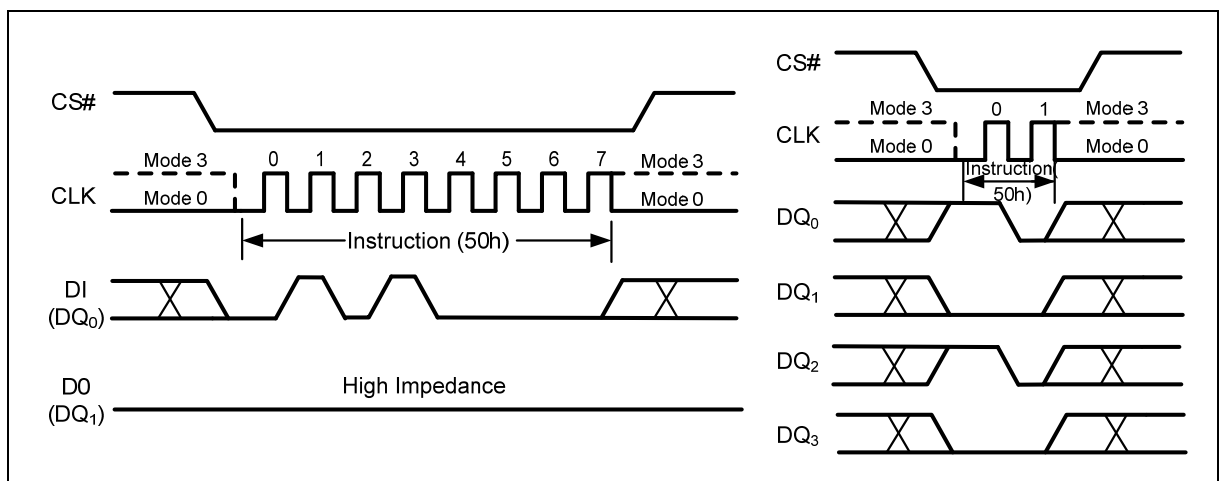 CS#
Mode 3
0 1 2 3 4 5 6 7
Mode 3
CLK
Mode 0
Mode 0
Instruction (50h)
DI
(DQ0)
D0
(DQ1)
High Impedance
CS#
Mode 3
0 1
Mode 3
CLK
Mode 0
Mode 0
Instruction(
50h)
DQ0
DQ1
DQ2
DQ3